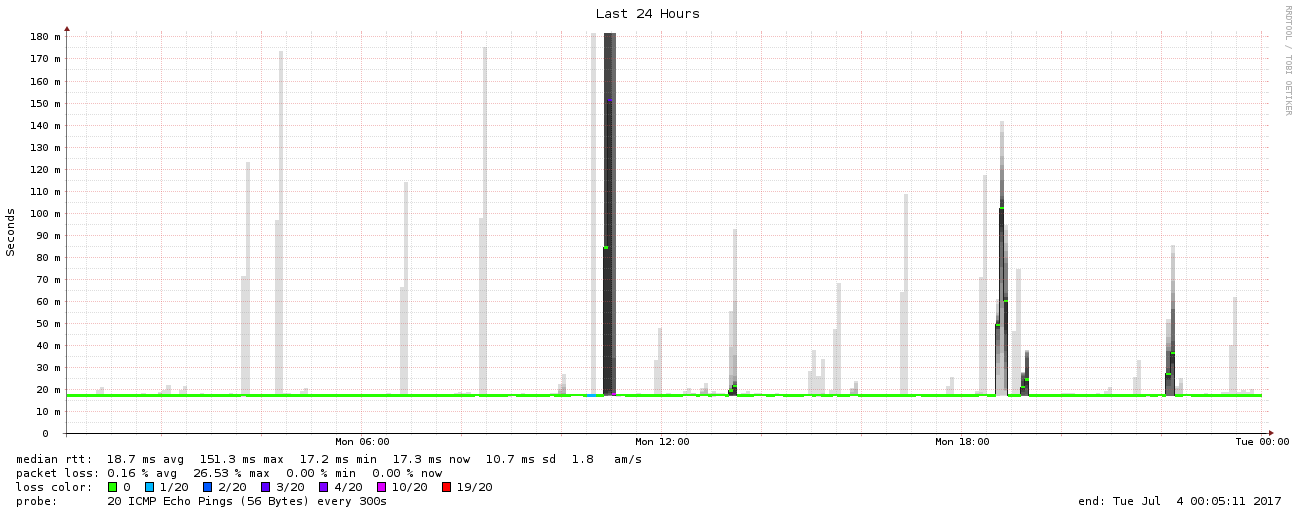 Last 24 Hours
RRDTOOL / TOBI OETIKER
Seconds
180 m
170 m
160 m
150 m
140 m
130 m
120 m
110 m
100 m
90 m
80 m
70 m
60 m
50 m
40 m
30 m
20 m
10 m
0
Mon 06:00 Mon 12:00 Mon 18:00 Tue 00:00
median rtt: 18.7 ms avg 151.3 ms max 17.2 ms min 17.3 ms now 10.7 ms sd 1.8 am/s
packet loss: 0.16 % avg 26.53 % max 0.00 % min 0.00 % now
loss color: 0 1/20 2/20 3/20 4/20 10/20 19/20
probe: 20 ICMP Echo Pings (56 Bytes) every 300s end: Tue Jul 4 00:05:11 2017